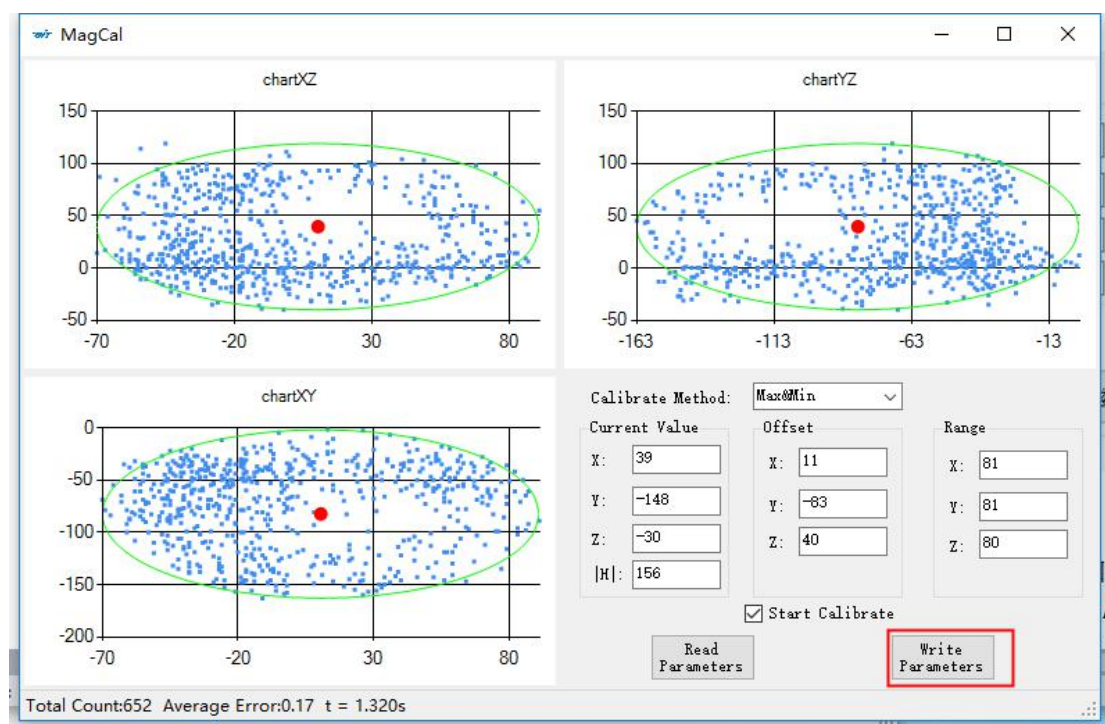 MagCal
chartXZ
150
100
50
0
-50
-70 -20 30 80
chartYZ
150
100
50
0
-50
-163 -113 -63 -13
chartXY
0
-50
-100
-150
-200
-70 -20 30 80
Calibrate Method: Max&Min
Current Value
X: 39
Y: -148
Z: -30
|H|: 156
Offset
X: 11
Y: -83
Z: 40
Range
X: 81
Y: 81
Z: 80
Start Calibrate
Read
Parameters
Write
Parameters
Total Count:652 Average Error:0.17 t = 1.320s